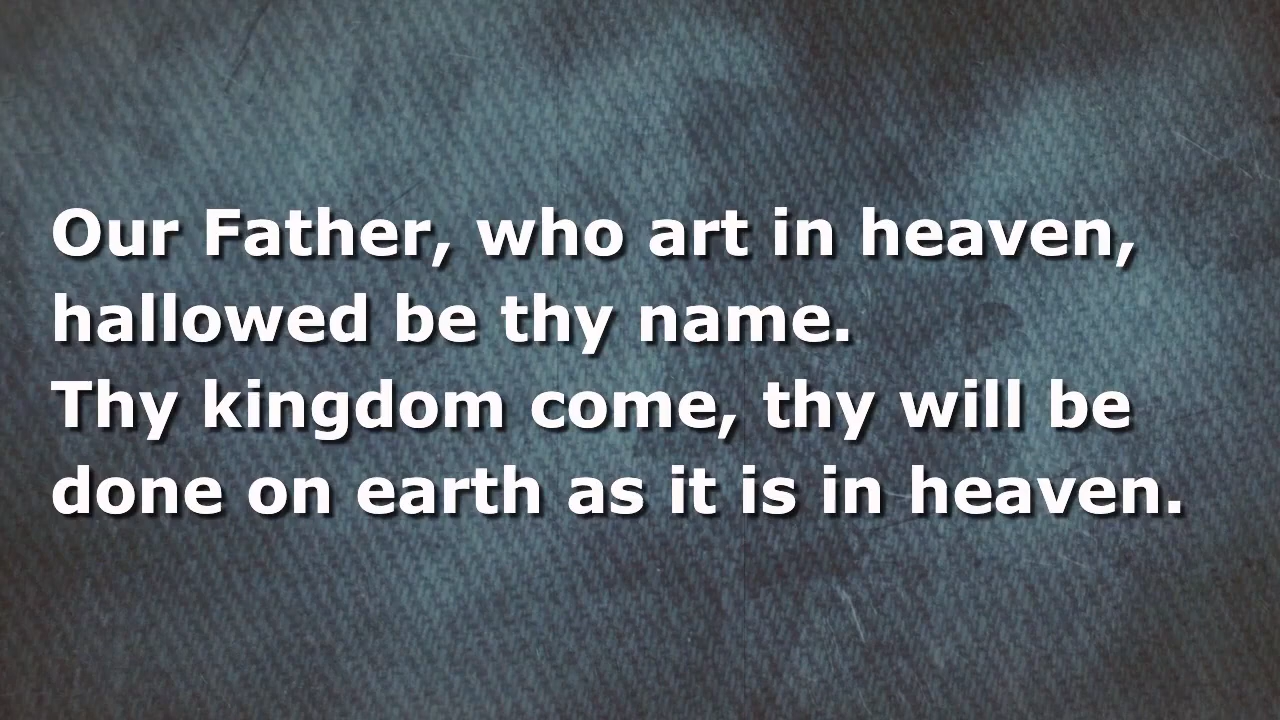 Our Father, who art in heaven,
hallowed be thy name.
Thy kingdom come, thy will be
done on earth as it is in heaven.